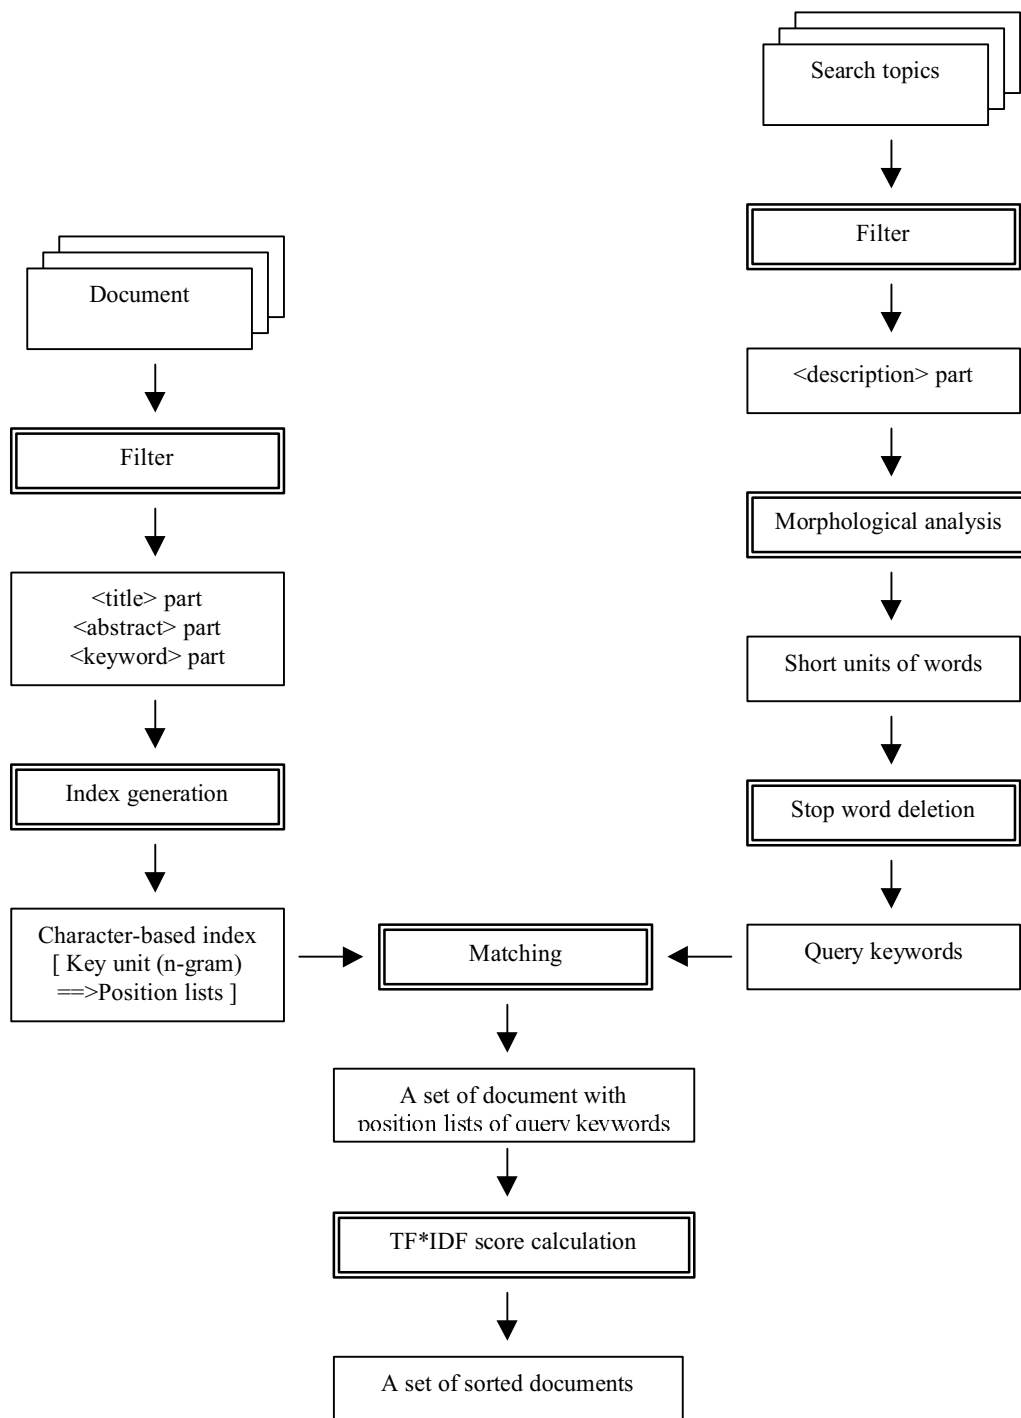 Search topics
Filter
<description> part
Morphological analysis
Short units of words
Stop word deletion
Query keywords
Document
Filter
<title> part
<abstract> part
<keyword> part
Index generation
Character-based index
[ Key unit (n-gram)
==>Position lists ]
Matching
A set of document with
position lists of query keywords
TF*IDF score calculation
A set of sorted documents